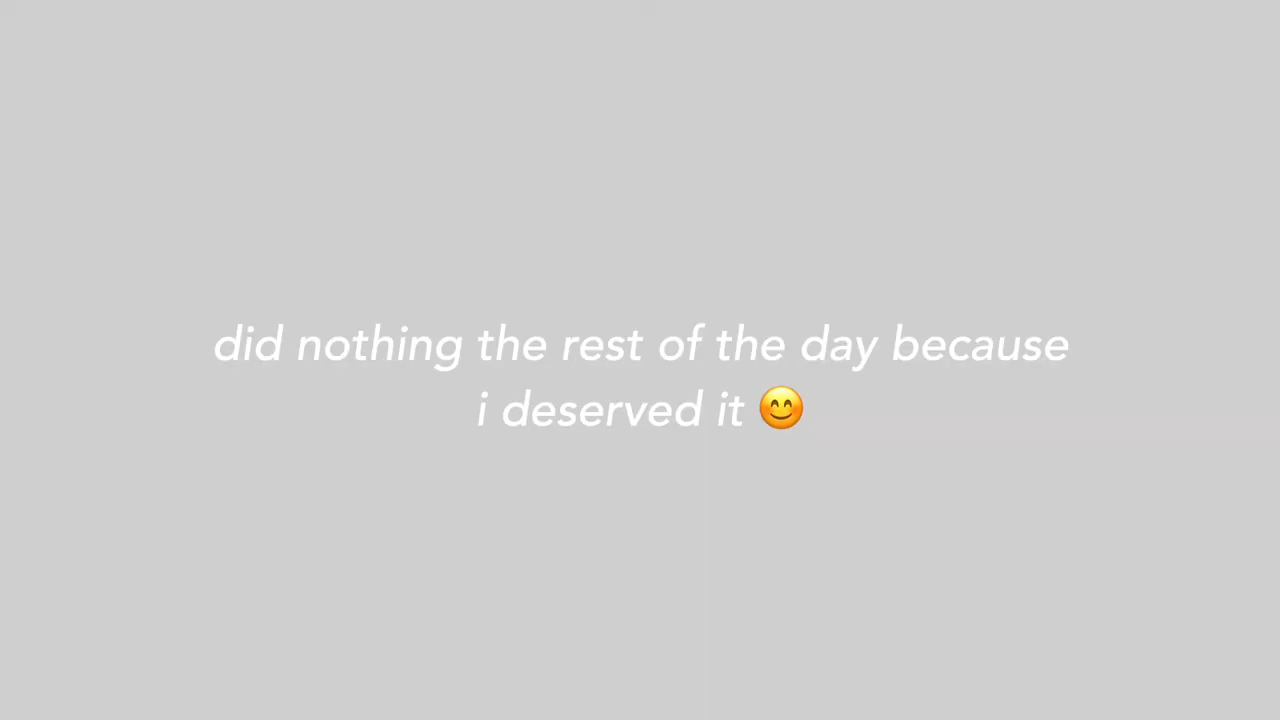 did nothing the rest of the day because
i deserved it 😊